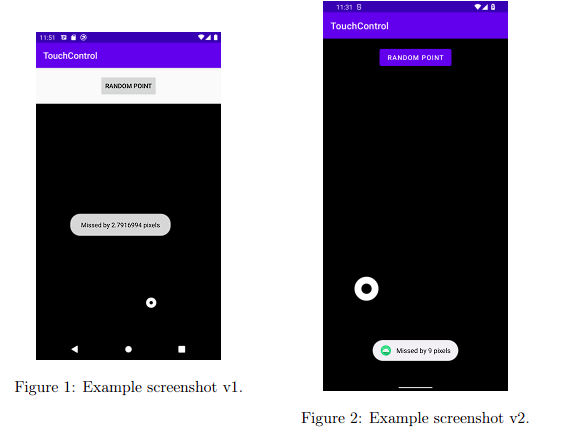 11:51
TouchControl
RANDOM POINT
Missed by 2.7916994 pixels
Figure 1: Example screenshot v1.
11:31
TouchControl
RANDOM POINT
Missed by 9 pixels
Figure 2: Example screenshot v2.